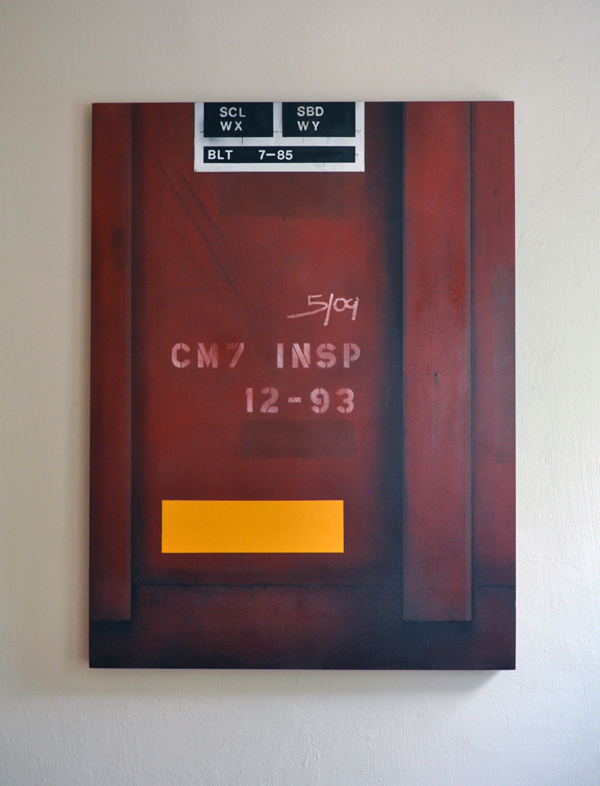 SCL SBD
WX WY
BLT 7-85
5/09
CM7 INSP
12-93